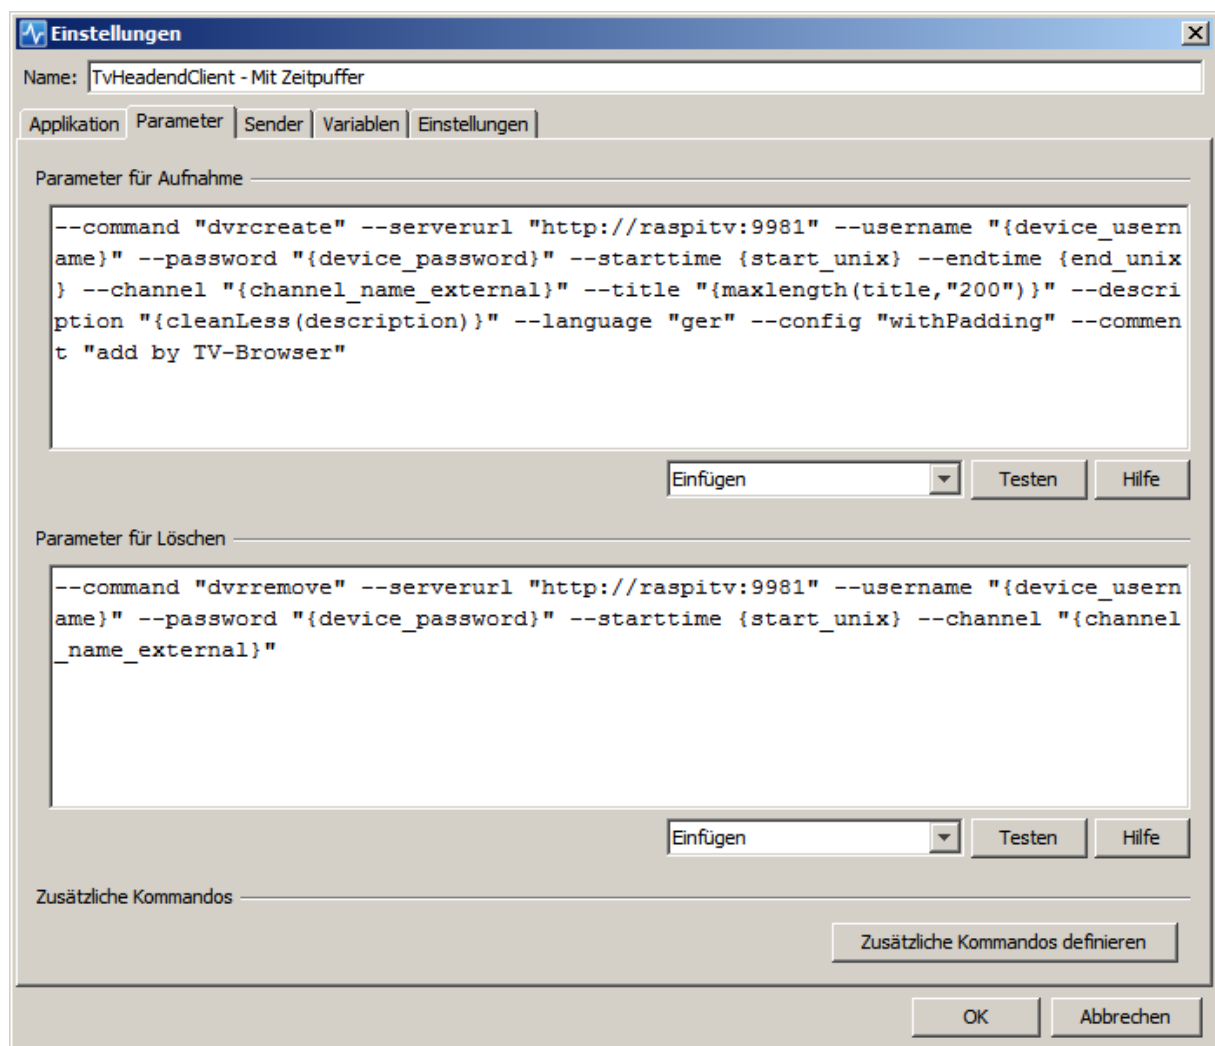 Einstellungen
Name: TvHeadendClient - Mit Zeitpuffer
Applikation Parameter Sender Variablen Einstellungen
Parameter für Aufnahme
--command "dvrcreate" --serverurl "http://raspitv:9981" --username "{device_usern
ame}" --password "{device_password}" --starttime {start_unix} --endtime {end_unix
} --channel "{channel_name_external}" --title "{maxlength(title,"200")}" --descri
ption "{cleanLess(description)}" --language "ger" --config "withPadding" --commen
t "add by TV-Browser"
Einfügen Testen Hilfe
Parameter für Löschen
--command "dvrremove" --serverurl "http://raspitv:9981" --username "{device_usern
ame}" --password "{device_password}" --starttime {start_unix} --channel "{channel
_name_external}"
Einfügen Testen Hilfe
Zusätzliche Kommandos
Zusätzliche Kommandos definieren
OK Abbrechen